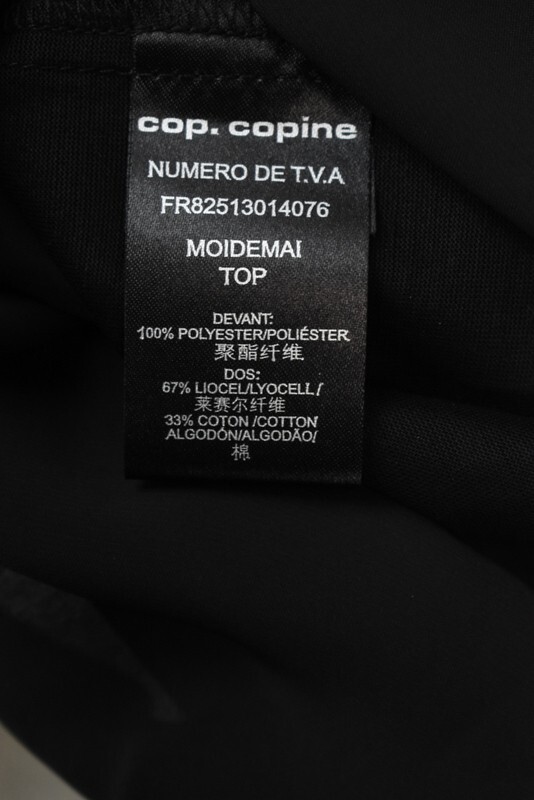 cop. copine
NUMERO DE T.V.A
FR82513014076
MOIDEMAI
TOP
DEVANT:
100% POLYESTER/POLIÉSTER
聚酯纤维
DOS:
67% LIOCEL/LYOCELL/
莱赛尔纤维
33% COTON /COTTON
ALGODÓN/ALGODÃO/
棉